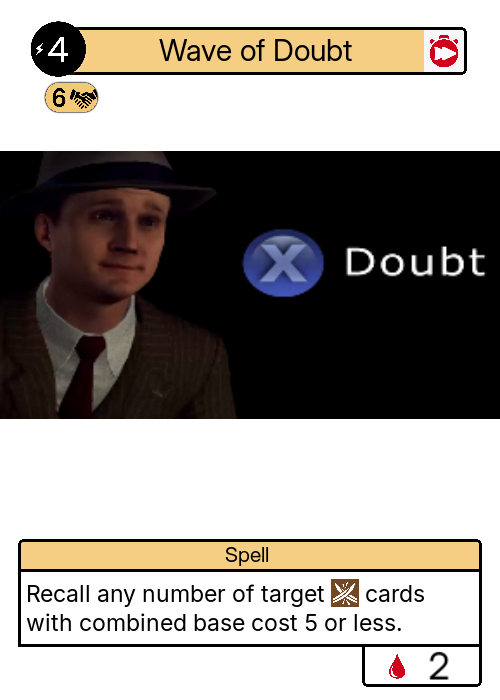 4
Wave of Doubt
6
X Doubt
Spell
Recall any number of target cards
with combined base cost 5 or less.
2